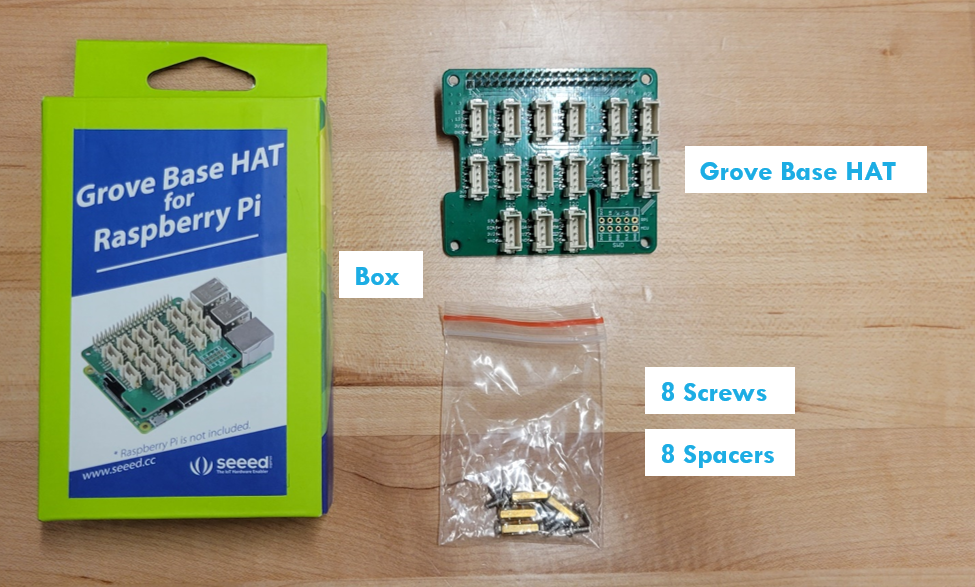 Grove Base HAT
for
Raspberry Pi
* Raspberry Pi is not included.
www.seeed.cc
seeed
The IoT Hardware Enabler
Grove Base HAT
Box
8 Screws
8 Spacers